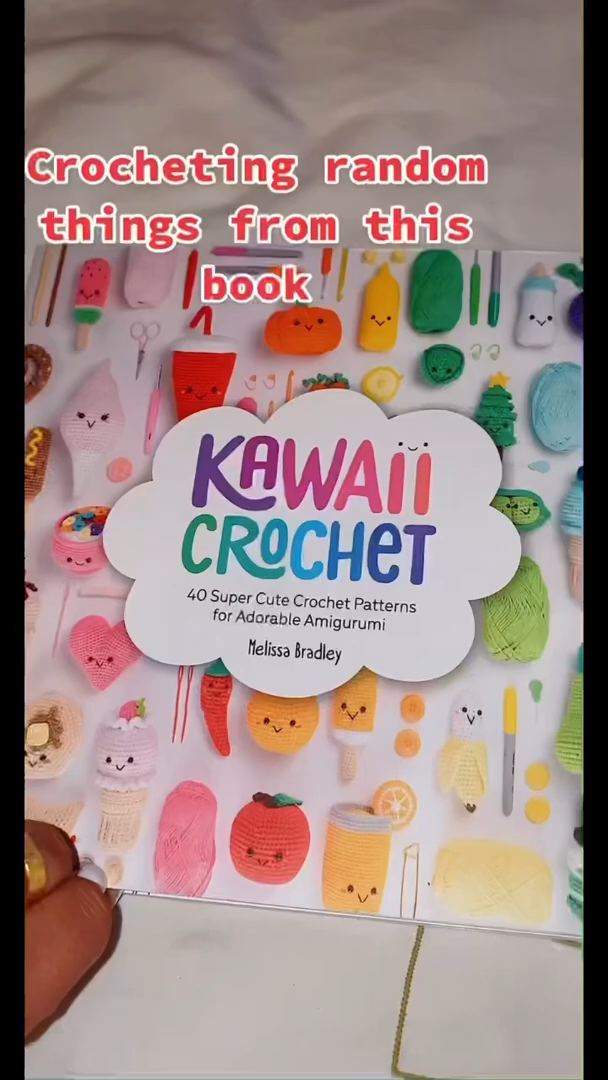 Crocheting random
things from this
book
KAWAii
CROCHET
40 Super Cute Crochet Patterns
for Adorable Amigurumi
Melissa Bradley